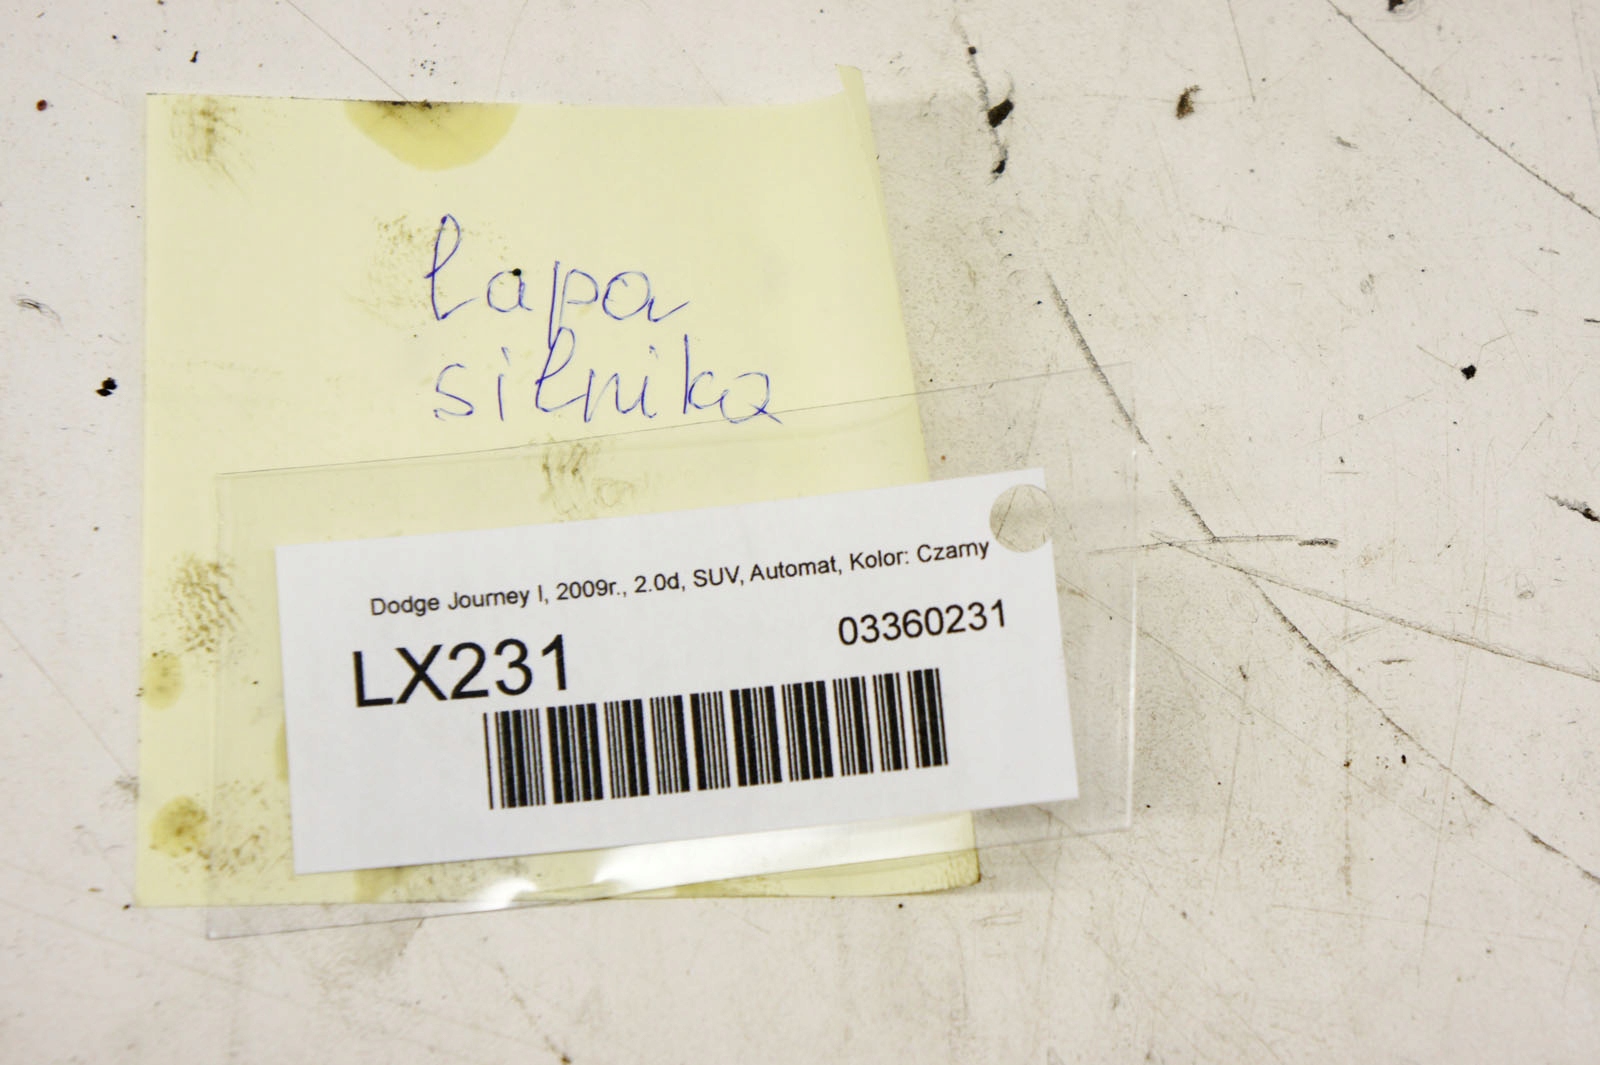 łapa
silnika
Dodge Journey I, 2009r., 2.0d, SUV, Automat, Kolor: Czarny
LX231
03360231